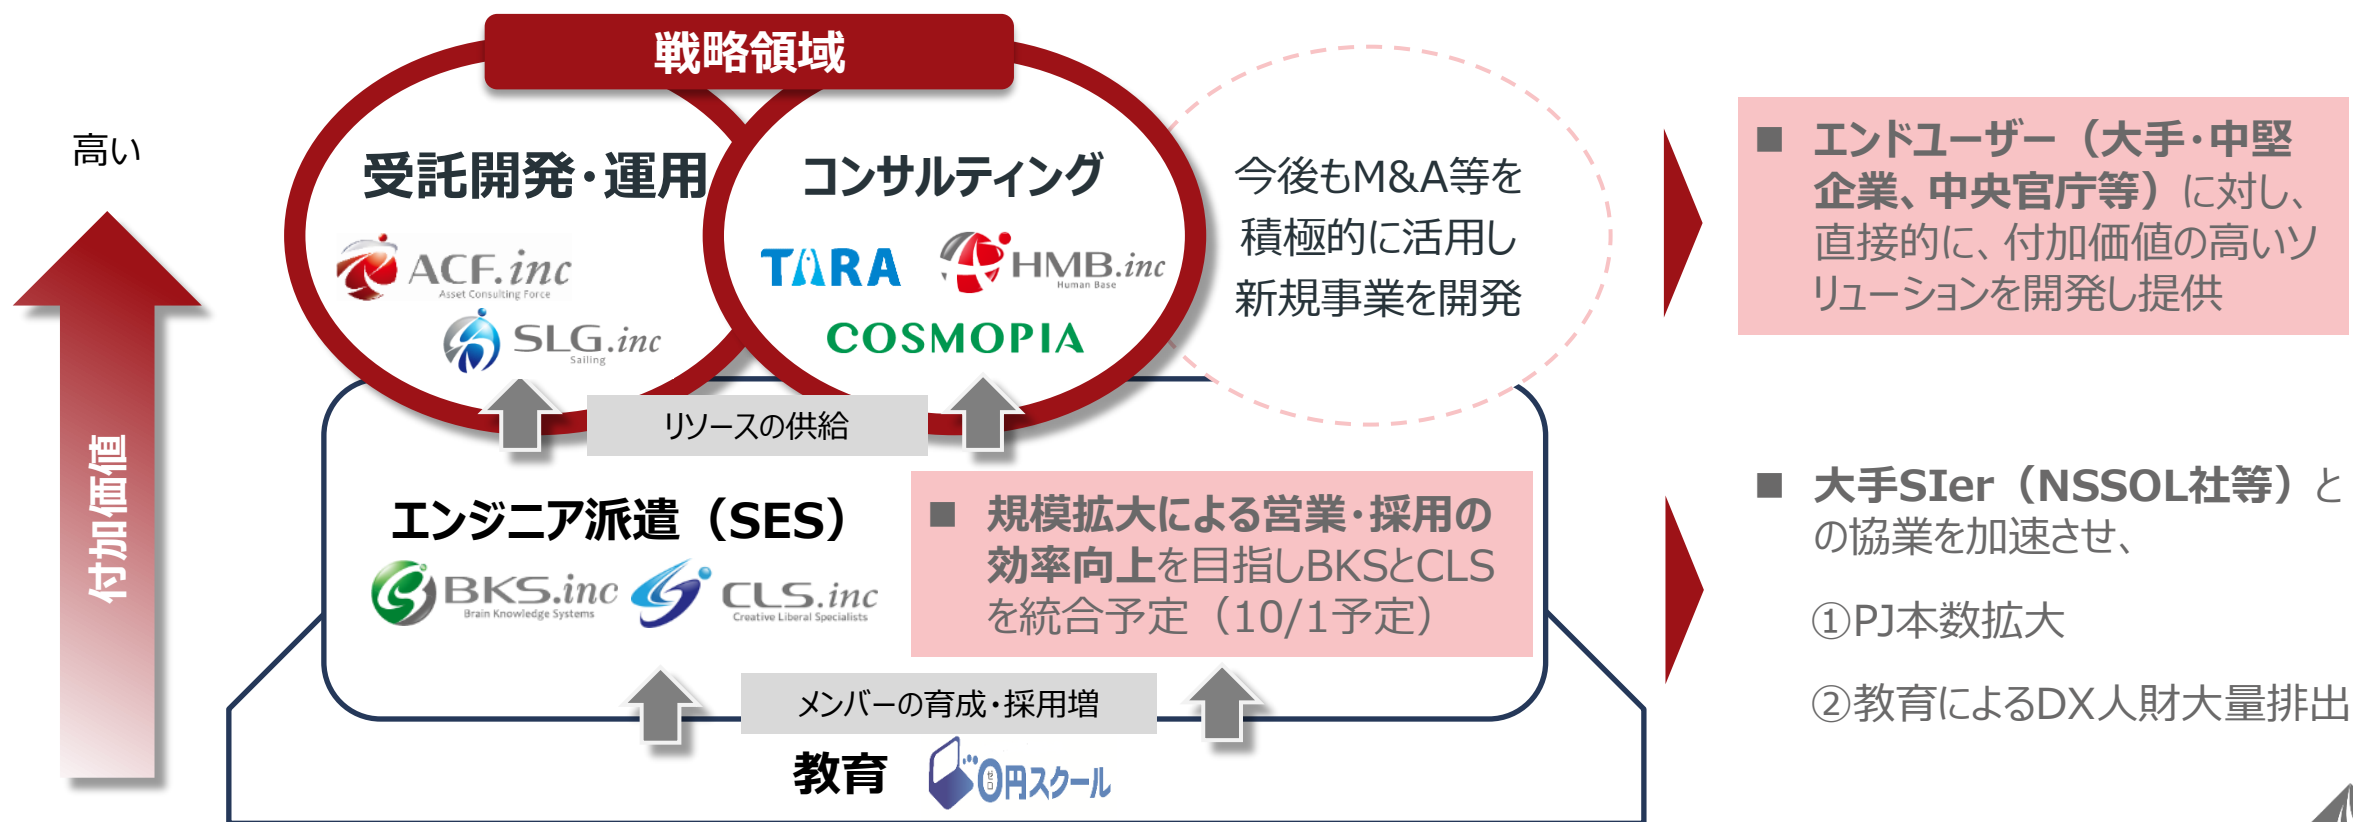 戦略領域
高い
付加価値
受託開発・運用
ACF.inc
Asset Consulting Force
SLG.inc
Sailing
コンサルティング
TARA
HMB.inc
Human Base
COSMOPIA
今後もM&A等を
積極的に活用し
新規事業を開発
■ エンドユーザー（大手・中堅
企業、中央官庁等）に対し、
直接的に、付加価値の高いソ
リューションを開発し提供
リソースの供給
エンジニア派遣（SES）
BKS.inc
Brain Knowledge Systems
CLS.inc
Creative Liberal Specialists
■ 規模拡大による営業・採用の
効率向上を目指しBKSとCLS
を統合予定（10/1予定）
■ 大手SIer（NSSOL社等）と
の協業を加速させ、
①PJ本数拡大
②教育によるDX人財大量排出
メンバーの育成・採用増
教育
0円スクール
ゼロ